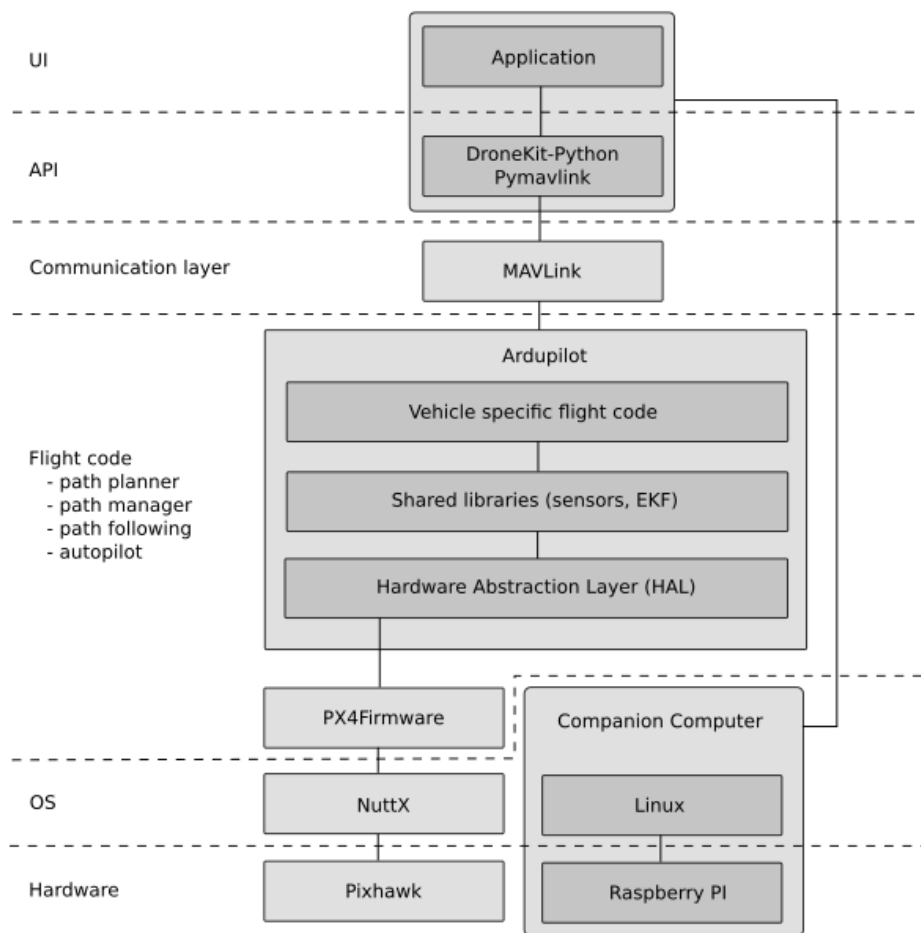 UI
Application
API
DroneKit-Python
Pymavlink
Communication layer
MAVLink
Ardupilot
Vehicle specific flight code
Shared libraries (sensors, EKF)
Hardware Abstraction Layer (HAL)
Flight code
- path planner
- path manager
- path following
- autopilot
PX4Firmware
Companion Computer
OS
NuttX
Linux
Hardware
Pixhawk
Raspberry PI